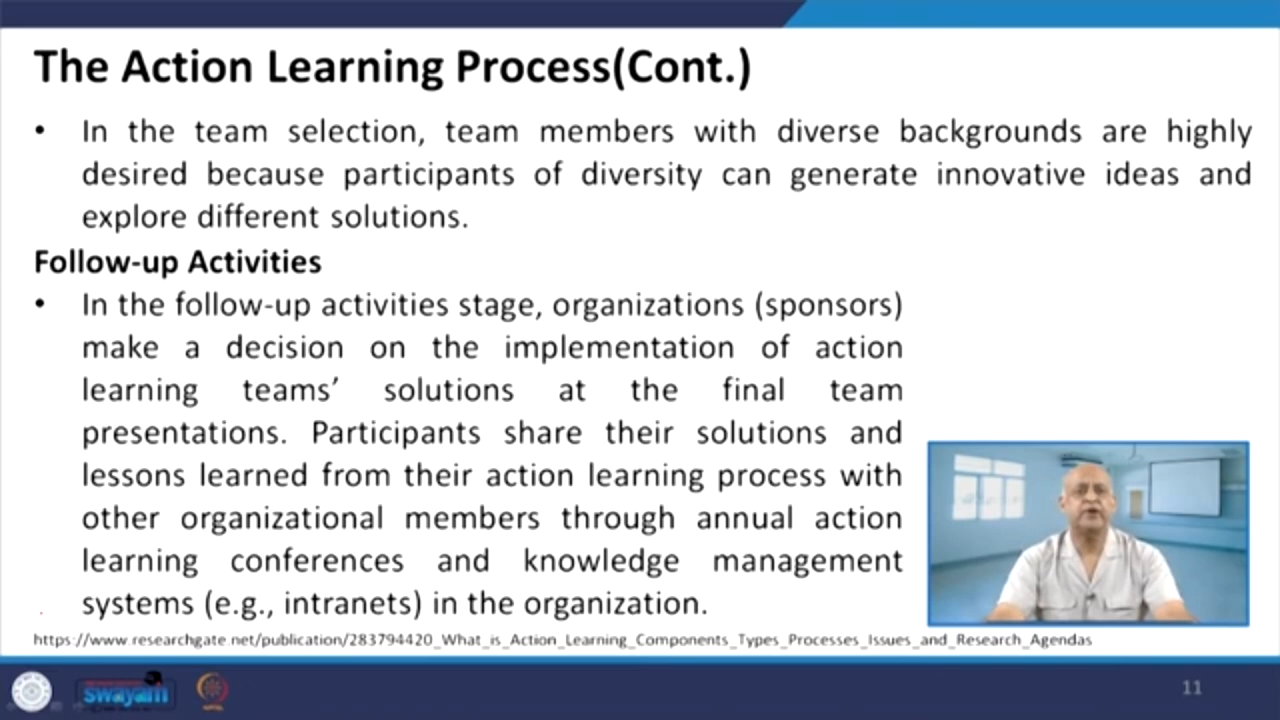 The Action Learning Process(Cont.)
• In the team selection, team members with diverse backgrounds are highly
desired because participants of diversity can generate innovative ideas and
explore different solutions.
Follow-up Activities
• In the follow-up activities stage, organizations (sponsors)
make a decision on the implementation of action
learning teams’ solutions at the final team
presentations. Participants share their solutions and
lessons learned from their action learning process with
other organizational members through annual action
learning conferences and knowledge management
systems (e.g., intranets) in the organization.
https://www.researchgate.net/publication/283794420_What_is_Action_Learning_Components_Types_Processes_Issues_and_Research_Agendas
swayam
11